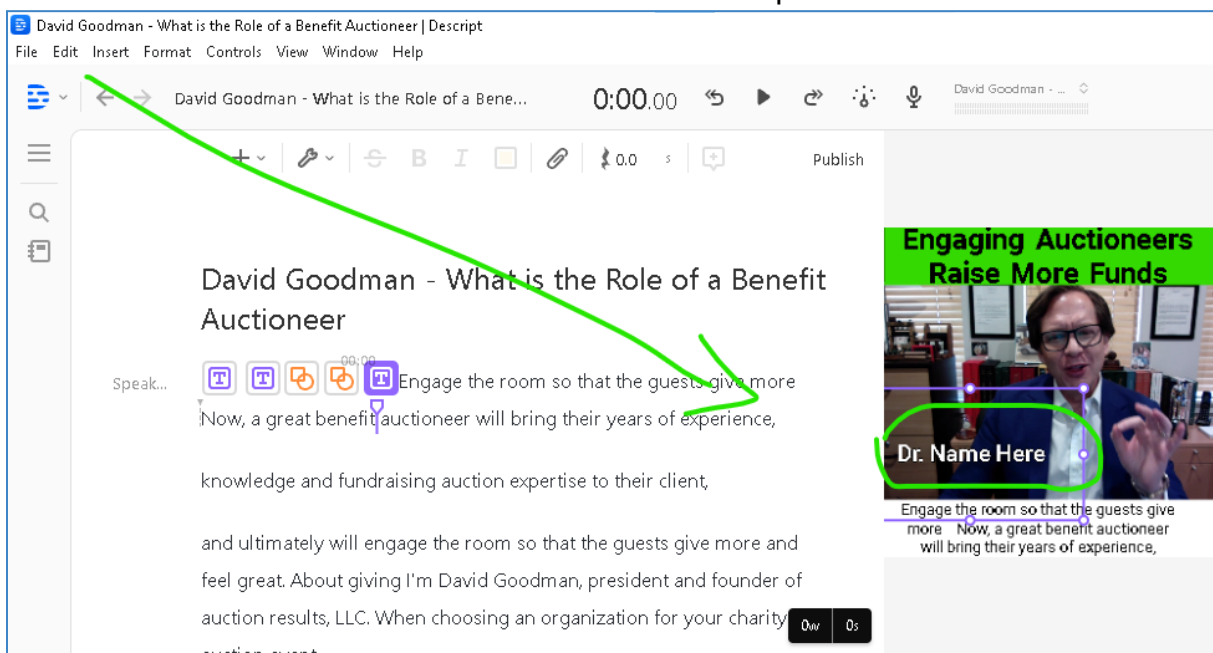 David Goodman - What is the Role of a Benefit Auctioneer | Descript
File Edit Insert Format Controls View Window Help
David Goodman - What is the Role of a Bene...
0:00.00
David Goodman - ...
B I
0.0 s
Publish
David Goodman - What is the Role of a Benefit
Auctioneer
00:00
Speak...
T T T
Engage the room so that the guests give more
Now, a great benefit auctioneer will bring their years of experience,
knowledge and fundraising auction expertise to their client,
and ultimately will engage the room so that the guests give more and
feel great. About giving I'm David Goodman, president and founder of
auction results, LLC. When choosing an organization for your charity
0w 0s
Engaging Auctioneers
Raise More Funds
Dr. Name Here
Engage the room so that the guests give
more Now, a great benefit auctioneer
will bring their years of experience,